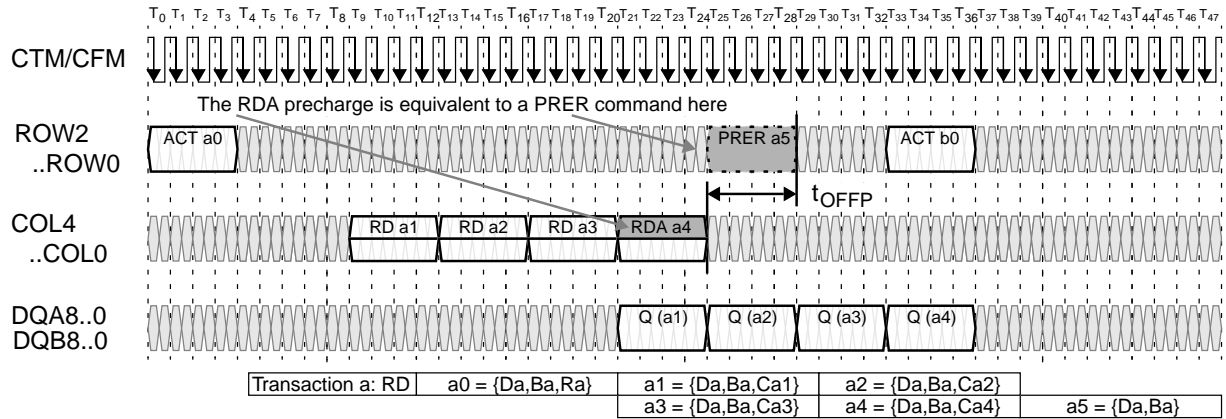 T0 T1 T2 T3 T4 T5 T6 T7 T8 T9 T10 T11 T12 T13 T14 T15 T16 T17 T18 T19 T20 T21 T22 T23 T24 T25 T26 T27 T28 T29 T30 T31 T32 T33 T34 T35 T36 T37 T38 T39 T40 T41 T42 T43 T44 T45 T46 T47
CTM/CFM
The RDA precharge is equivalent to a PRER command here
ROW2
..ROW0
ACT a0
PRER a5
ACT b0
tOFFP
COL4
..COL0
RD a1
RD a2
RD a3
RDA a4
DQA8..0
DQB8..0
Q (a1)
Q (a2)
Q (a3)
Q (a4)
Transaction a: RD
a0 = {Da,Ba,Ra}
a1 = {Da,Ba,Ca1}
a2 = {Da,Ba,Ca2}
a3 = {Da,Ba,Ca3}
a4 = {Da,Ba,Ca4}
a5 = {Da,Ba}